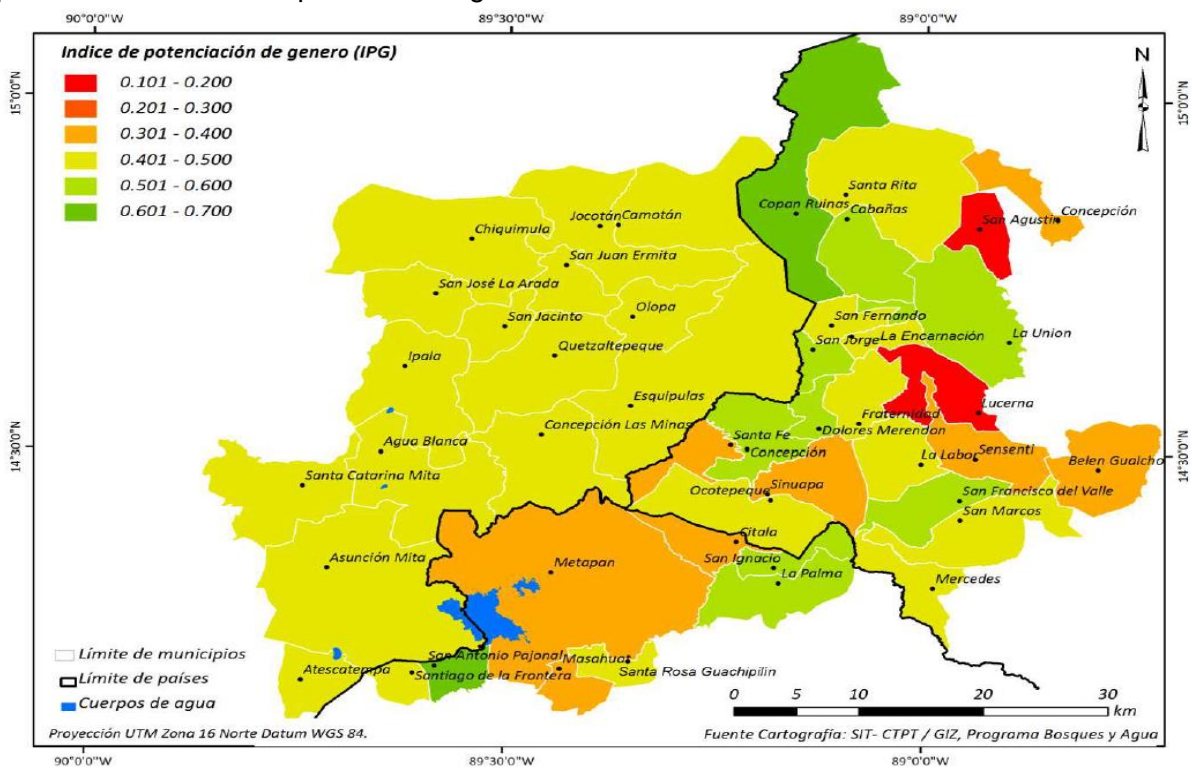 90°0'0"W
89°30'0"W
89°0'0"W
Indice de potenciación de genero (IPG)
0.101 - 0.200
0.201 - 0.300
0.301 - 0.400
0.401 - 0.500
0.501 - 0.600
0.601 - 0.700
N
15°0'0"N
15°0'0"N
Santa Rita
Copan Ruinas
Cabañas
San Agustin
Concepción
Jocotán
Camotán
Chiquimula
San Juan Ermita
San José La Arada
Olopa
San Jacinto
San Fernando
La Encarnación
San Jorge
La Union
Quetzaltepeque
Ipala
Esquipulas
Lucerna
Fraternidad
Concepción Las Minas
Santa Fe
Dolores Merendon
Concepción
Agua Blanca
14°30'0"N
14°30'0"N
La Labor
Sensenti
Belen Gualcho
Santa Catarina Mita
Sinuapa
Ocotepeque
San Francisco del Valle
San Marcos
Citala
Asunción Mita
Metapan
San Ignacio
La Palma
Mercedes
Límite de municipios
Límite de países
Cuerpos de agua
San Antonio Pajonal
Masahuat
Atescatempa
Santiago de la Frontera
Santa Rosa Guachipilin
0 5 10 20 30
km
Proyección UTM Zona 16 Norte Datum WGS 84.
Fuente Cartografía: SIT- CTPT / GIZ, Programa Bosques y Agua
90°0'0"W
89°30'0"W
89°0'0"W